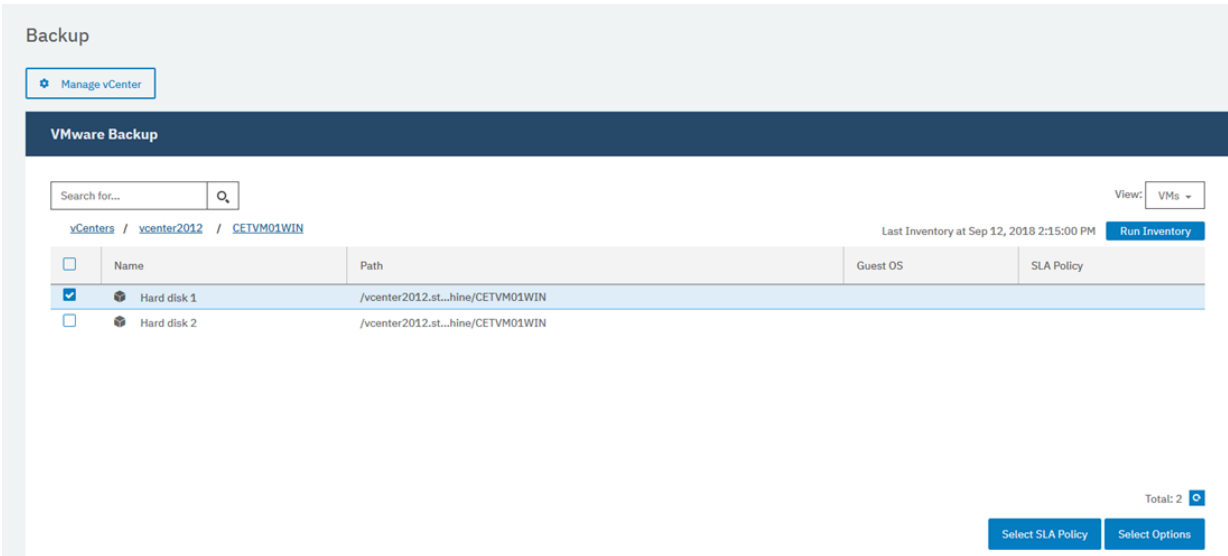 Backup
Manage vCenter
VMware Backup
Search for...
View: VMs
vCenters / vcenter2012 / CETVM01WIN
Last Inventory at Sep 12, 2018 2:15:00 PM Run Inventory
Name Path Guest OS SLA Policy
Hard disk 1 /vcenter2012.st...hine/CETVM01WIN
Hard disk 2 /vcenter2012.st...hine/CETVM01WIN
Total: 2
Select SLA Policy Select Options